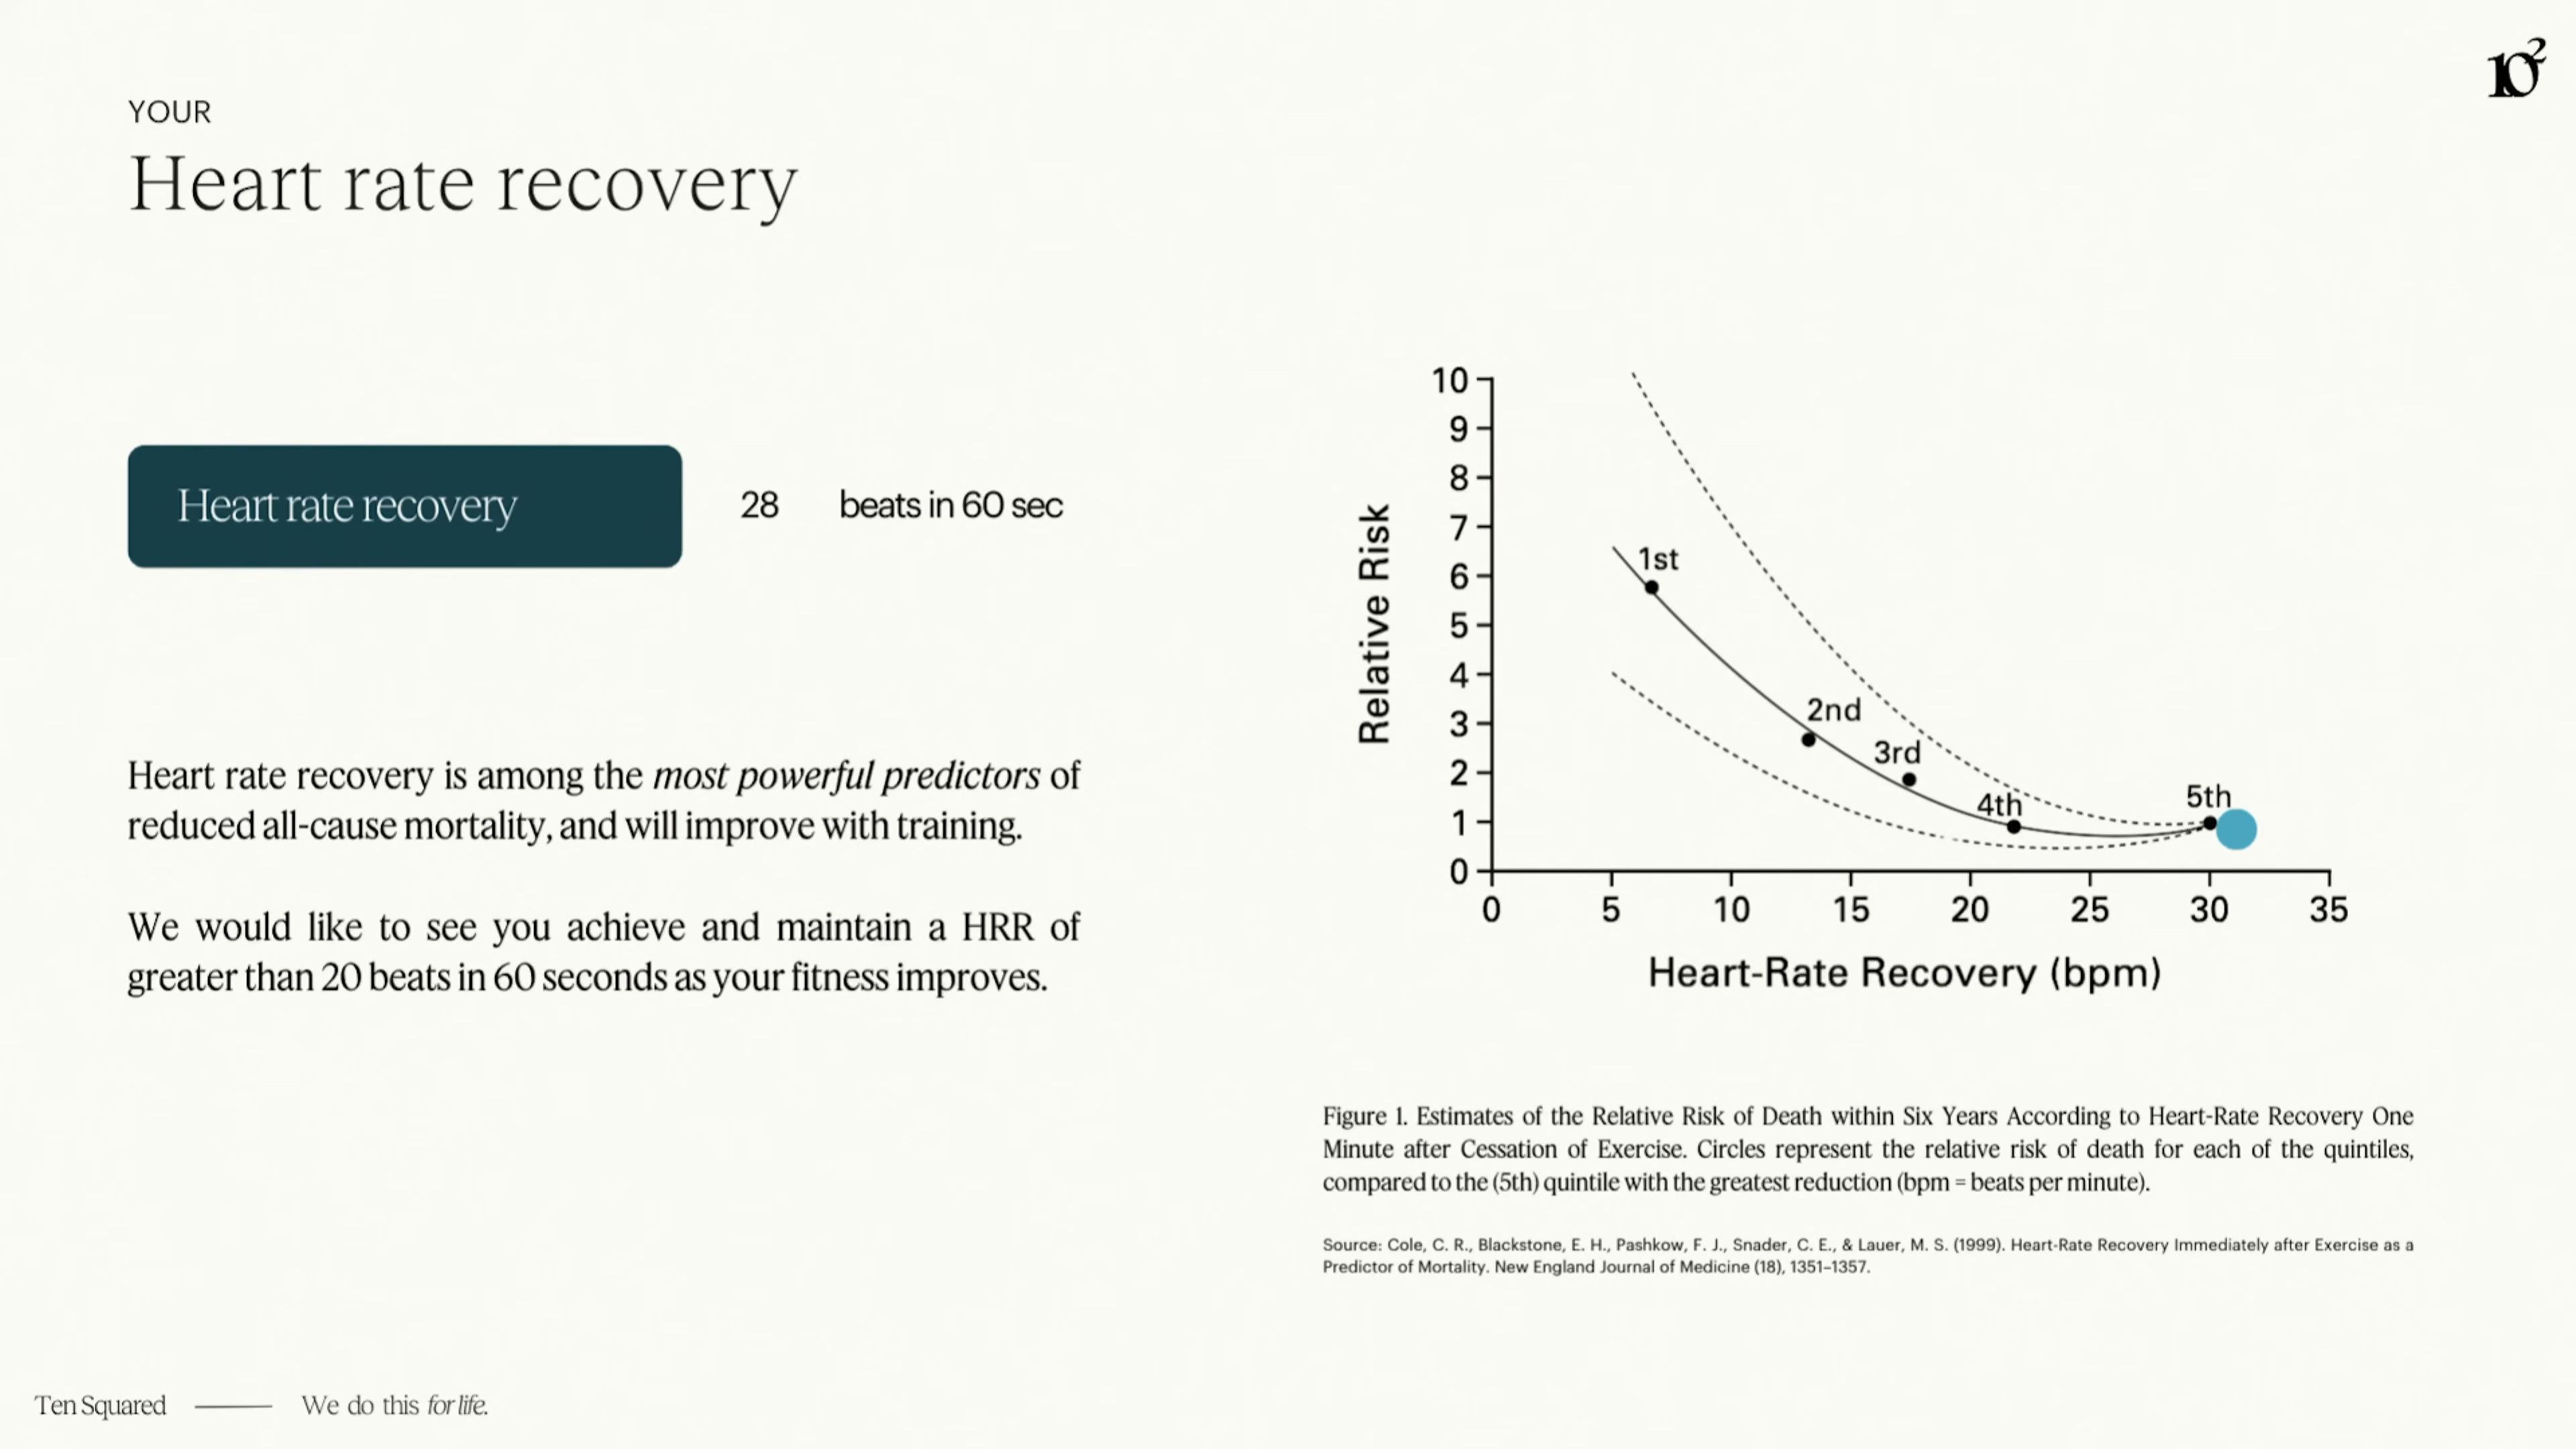 10²
YOUR
Heart rate recovery
Heart rate recovery 28 beats in 60 sec
Heart rate recovery is among the most powerful predictors of
reduced all-cause mortality, and will improve with training.
We would like to see you achieve and maintain a HRR of
greater than 20 beats in 60 seconds as your fitness improves.
Relative Risk
10
9
8
7
6
5
4
3
2
1
0
1st
2nd
3rd
4th
5th
0 5 10 15 20 25 30 35
Heart-Rate Recovery (bpm)
Figure 1. Estimates of the Relative Risk of Death within Six Years According to Heart-Rate Recovery One
Minute after Cessation of Exercise. Circles represent the relative risk of death for each of the quintiles,
compared to the (5th) quintile with the greatest reduction (bpm = beats per minute).
Source: Cole, C. R., Blackstone, E. H., Pashkow, F. J., Snader, C. E., & Lauer, M. S. (1999). Heart-Rate Recovery Immediately after Exercise as a
Predictor of Mortality. New England Journal of Medicine (18), 1351–1357.
Ten Squared —— We do this for life.